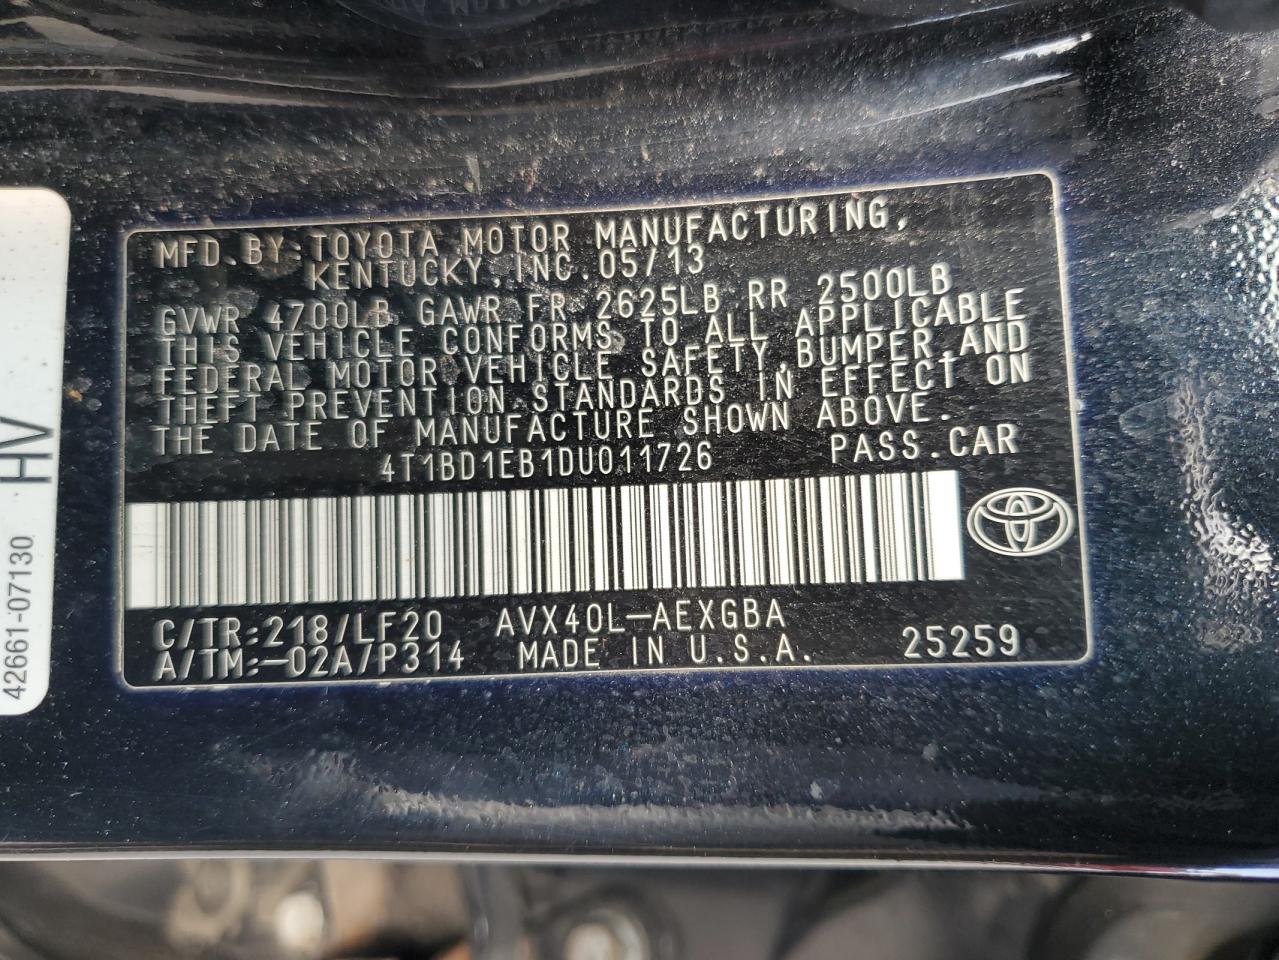 MFD.BY:TOYOTA MOTOR MANUFACTURING,
KENTUCKY,INC.05/13
GVWR 4700LB GAWR FR 2625LB RR 2500LB
THIS VEHICLE CONFORMS TO ALL APPLICABLE
FEDERAL MOTOR VEHICLE SAFETY,BUMPER,AND
THEFT PREVENTION STANDARDS IN EFFECT ON
THE DATE OF MANUFACTURE SHOWN ABOVE.
4T1BD1EB1DU011726 PASS.CAR
C/TR:218/LF20 AVX40L-AEXGBA
A/TM:-02A/P314 MADE IN U.S.A. 25259
42661-07130 HV